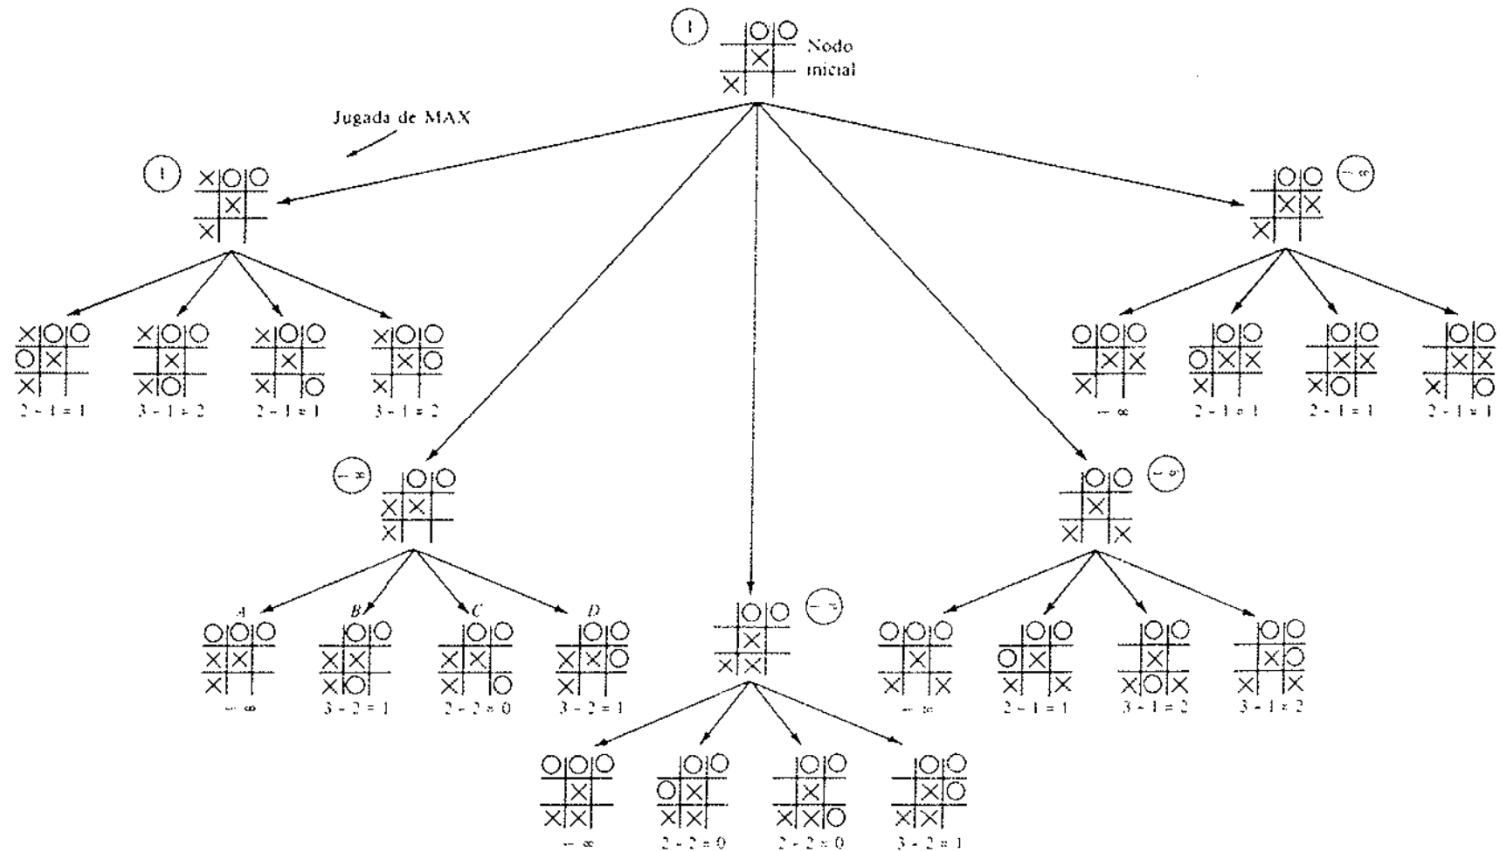 1
Nodo
inicial
Jugada de MAX
1
- ∞
2 - 1 = 1
3 - 1 = 2
2 - 1 = 1
3 - 1 = 2
- ∞
2 - 1 = 1
2 - 1 = 1
2 - 1 = 1
- ∞
- ∞
A
B
C
D
- ∞
3 - 2 = 1
2 - 2 = 0
3 - 2 = 1
- ∞
2 - 1 = 1
3 - 1 = 2
3 - 1 = 2
- ∞
2 - 2 = 0
2 - 2 = 0
3 - 2 = 1